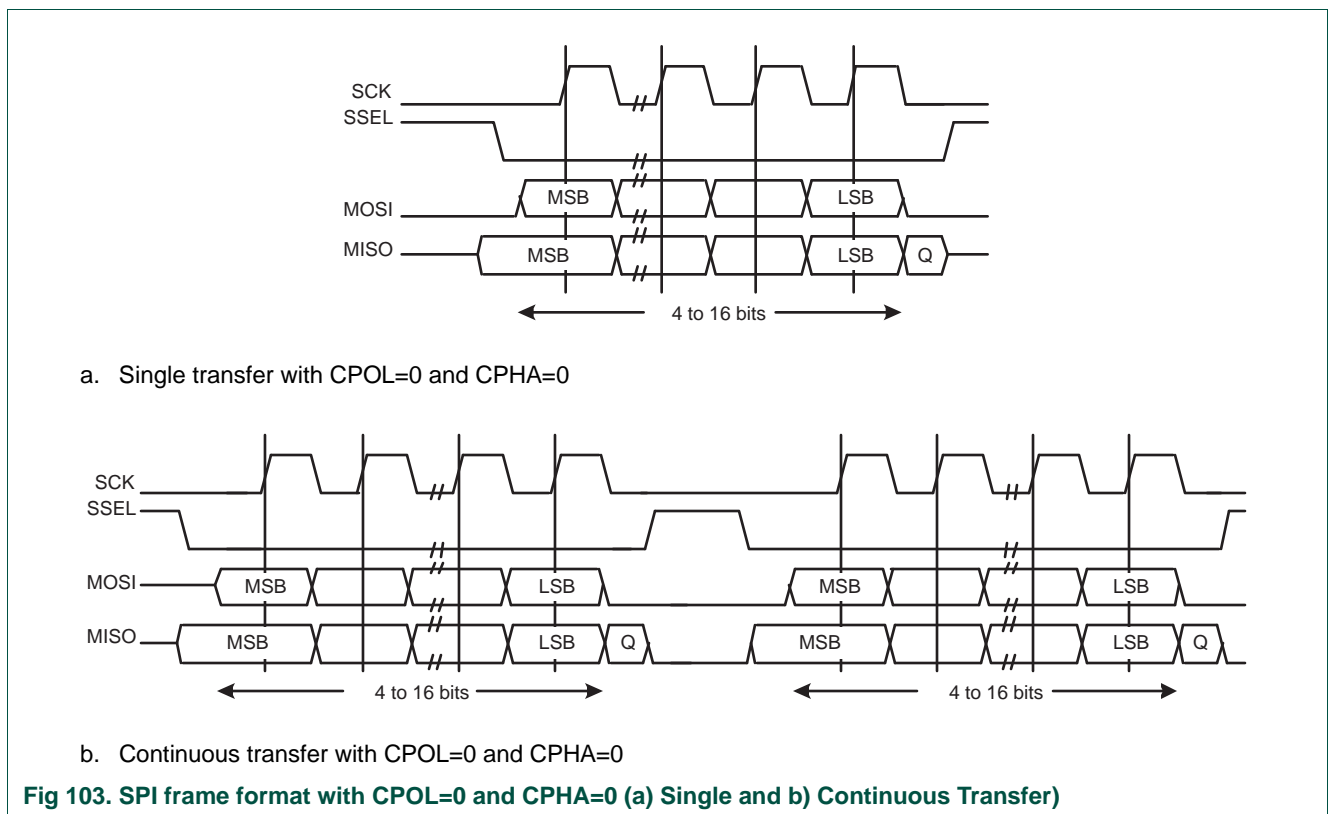 SCK
SSEL
MOSI MSB LSB
MISO MSB LSB Q
4 to 16 bits
a. Single transfer with CPOL=0 and CPHA=0
SCK
SSEL
MOSI MSB LSB MSB LSB
MISO MSB LSB Q MSB LSB Q
4 to 16 bits 4 to 16 bits
b. Continuous transfer with CPOL=0 and CPHA=0
Fig 103. SPI frame format with CPOL=0 and CPHA=0 (a) Single and b) Continuous Transfer)